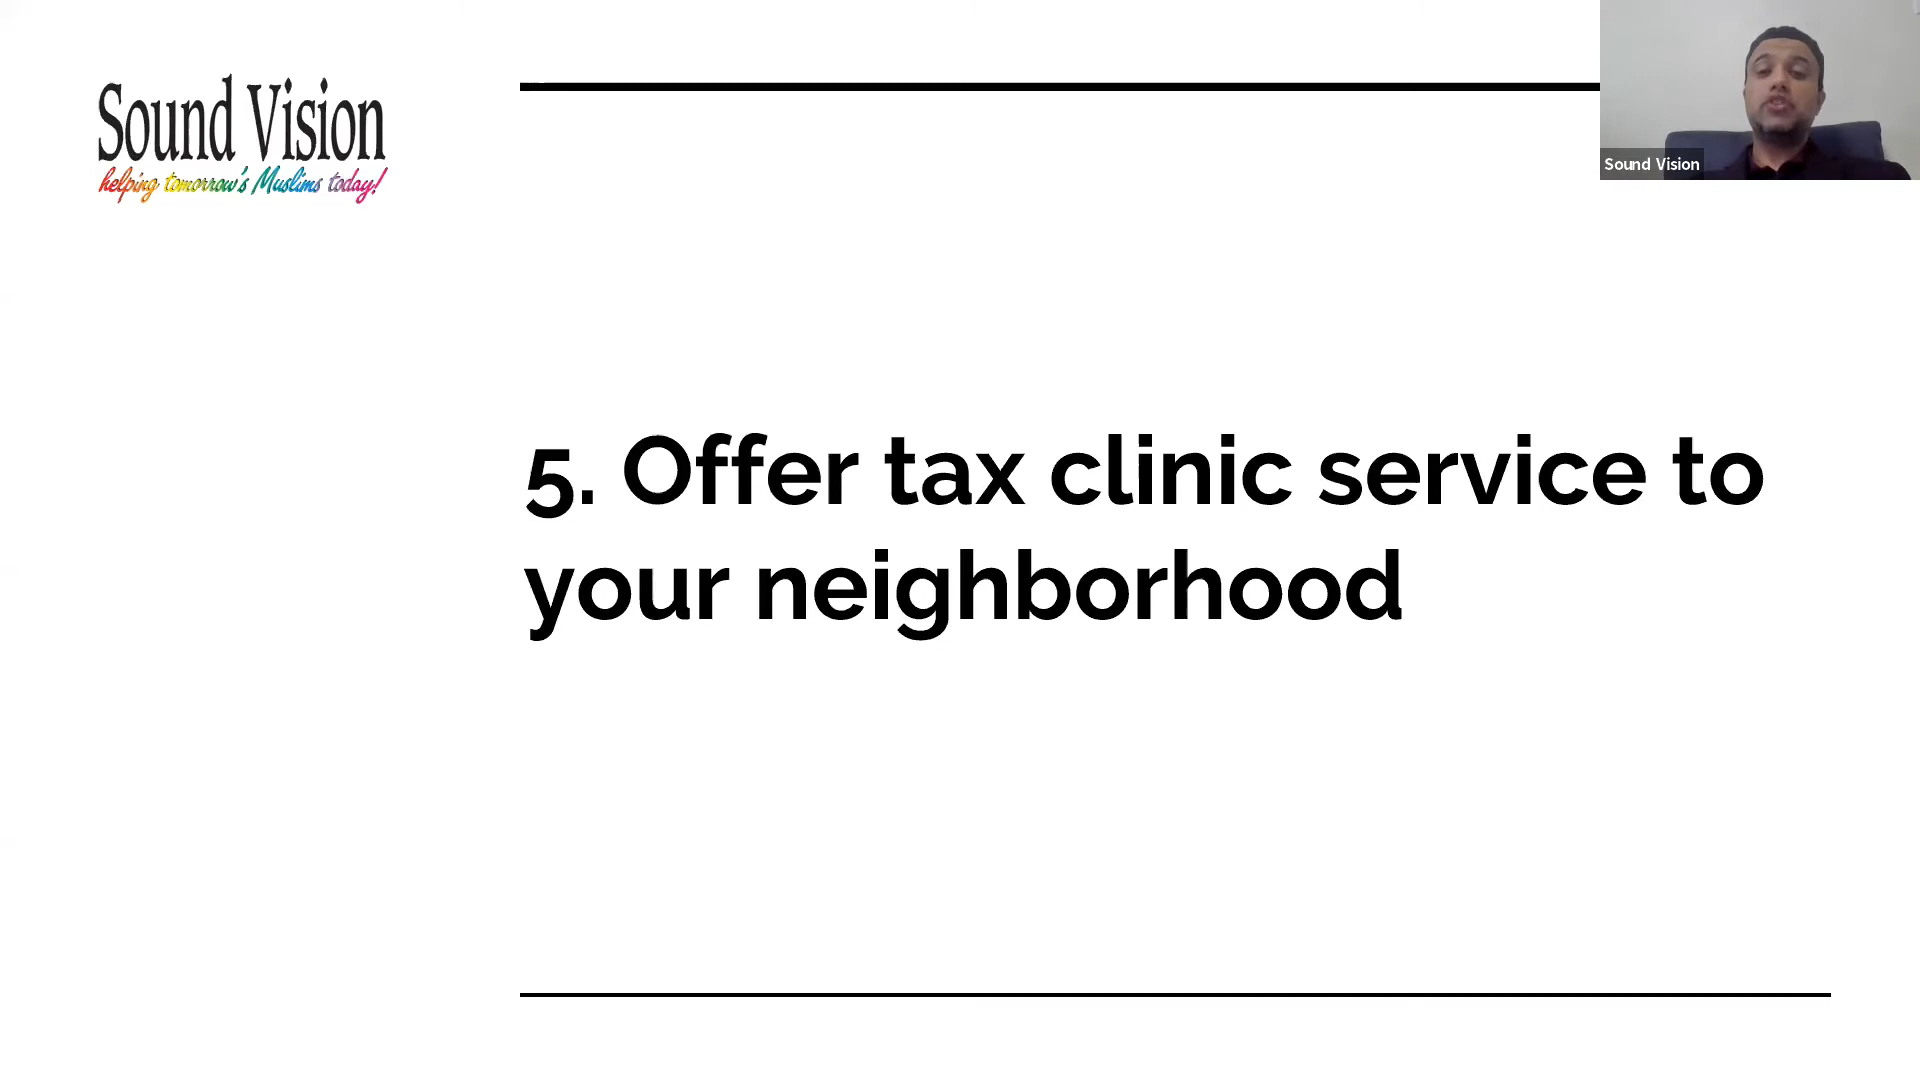 Sound Vision
helping tomorrow's Muslims today!
Sound Vision
5. Offer tax clinic service to
your neighborhood